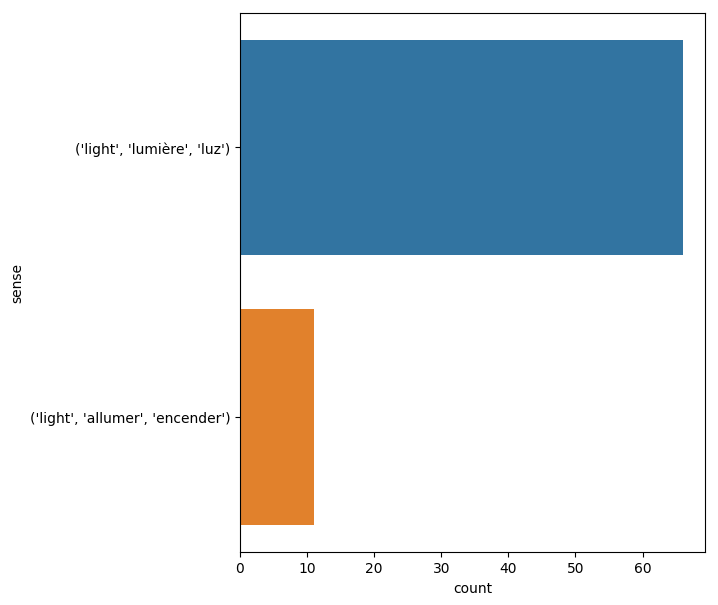 ('light', 'lumière', 'luz')
sense
('light', 'allumer', 'encender')
0 10 20 30 40 50 60
count